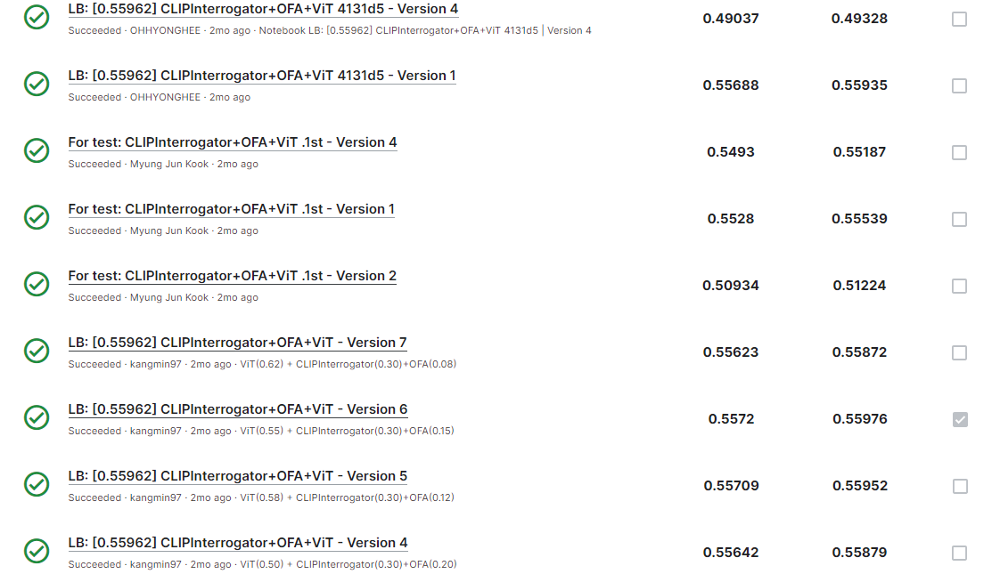 LB: [0.55962] CLIPInterrogator+OFA+ViT 4131d5 - Version 4
Succeeded · OHHYONGHEE · 2mo ago · Notebook LB: [0.55962] CLIPInterrogator+OFA+ViT 4131d5 | Version 4
0.49037 0.49328
LB: [0.55962] CLIPInterrogator+OFA+ViT 4131d5 - Version 1
Succeeded · OHHYONGHEE · 2mo ago
0.55688 0.55935
For test: CLIPInterrogator+OFA+ViT .1st - Version 4
Succeeded · Myung Jun Kook · 2mo ago
0.5493 0.55187
For test: CLIPInterrogator+OFA+ViT .1st - Version 1
Succeeded · Myung Jun Kook · 2mo ago
0.5528 0.55539
For test: CLIPInterrogator+OFA+ViT .1st - Version 2
Succeeded · Myung Jun Kook · 2mo ago
0.50934 0.51224
LB: [0.55962] CLIPInterrogator+OFA+ViT - Version 7
Succeeded · kangmin97 · 2mo ago · ViT(0.62) + CLIPInterrogator(0.30)+OFA(0.08)
0.55623 0.55872
LB: [0.55962] CLIPInterrogator+OFA+ViT - Version 6
Succeeded · kangmin97 · 2mo ago · ViT(0.55) + CLIPInterrogator(0.30)+OFA(0.15)
0.5572 0.55976
LB: [0.55962] CLIPInterrogator+OFA+ViT - Version 5
Succeeded · kangmin97 · 2mo ago · ViT(0.58) + CLIPInterrogator(0.30)+OFA(0.12)
0.55709 0.55952
LB: [0.55962] CLIPInterrogator+OFA+ViT - Version 4
Succeeded · kangmin97 · 2mo ago · ViT(0.50) + CLIPInterrogator(0.30)+OFA(0.20)
0.55642 0.55879